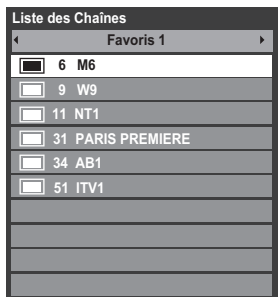 Liste des Chaînes
Favoris 1
6 M6
9 W9
11 NT1
31 PARIS PREMIERE
34 AB1
51 ITV1